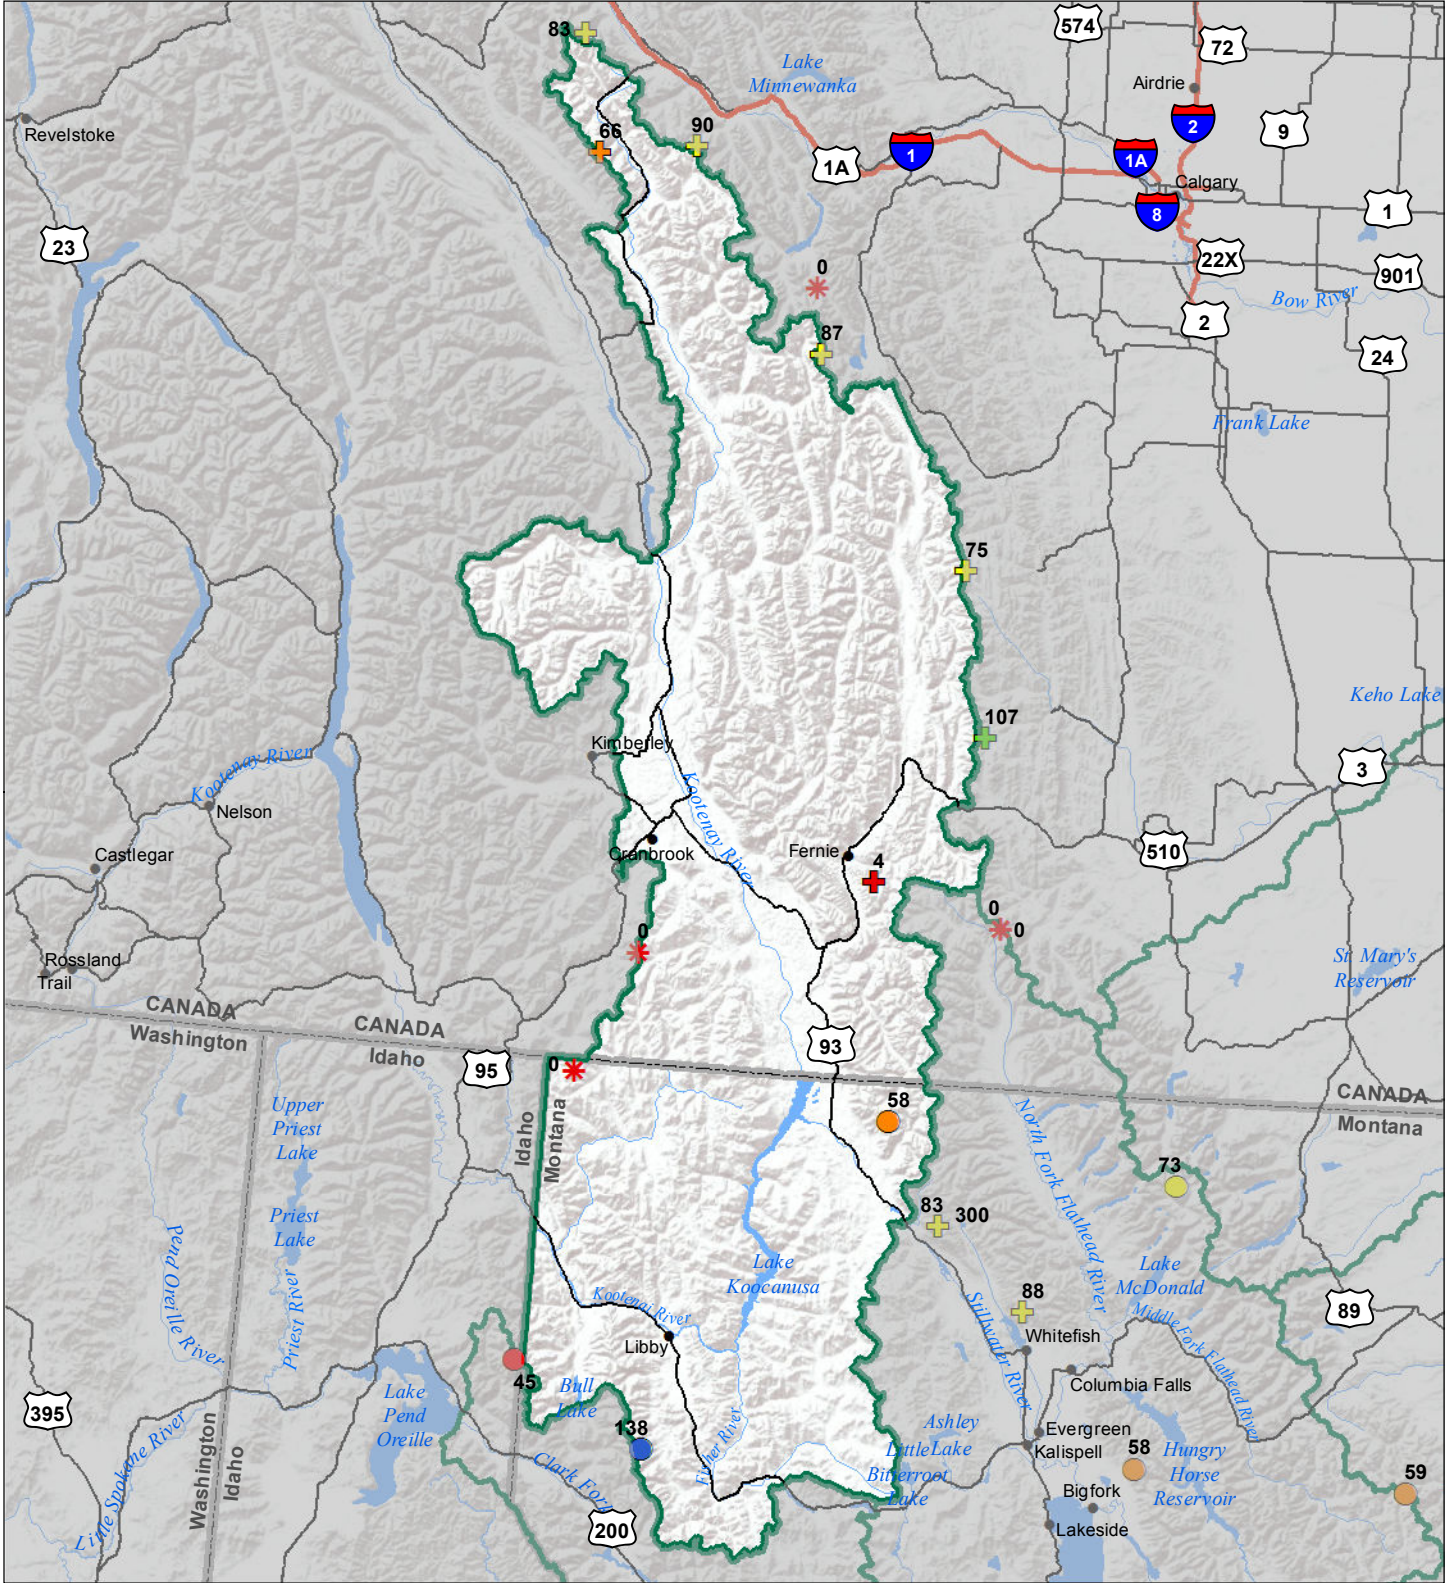 83
574
72
Lake
Minnewanka
Airdrie
Revelstoke
66
90
2
9
1A
1
1A
Calgary
8
1
23
22X
901
0
Bow River
2
87
24
Frank Lake
75
Keho Lake
107
Kimberley
Kootenay River
3
Kootenay River
Nelson
Castlegar
Cranbrook
Fernie
4
510
0
0
0
Rossland
Trail
St. Mary's
Reservoir
CANADA
Washington
CANADA
Idaho
95
0
93
58
CANADA
Montana
Upper
Priest
Lake
Idaho
Montana
North Fork Flathead River
73
Priest
Lake
83
300
Pend Oreille River
Priest River
Lake
Koocanusa
Lake
McDonald
Kootenai River
Stillwater River
88
Middle Fork Flathead River
89
Whitefish
Libby
45
Bull
Lake
Columbia Falls
395
Lake
Pend
Oreille
138
Fisher River
Ashley
Lake
Little
Bitterroot
Lake
Evergreen
Kalispell
58
Hungry
Horse
Reservoir
59
Little Spokane River
Washington
Idaho
Clark Fork
200
Bigfork
Lakeside